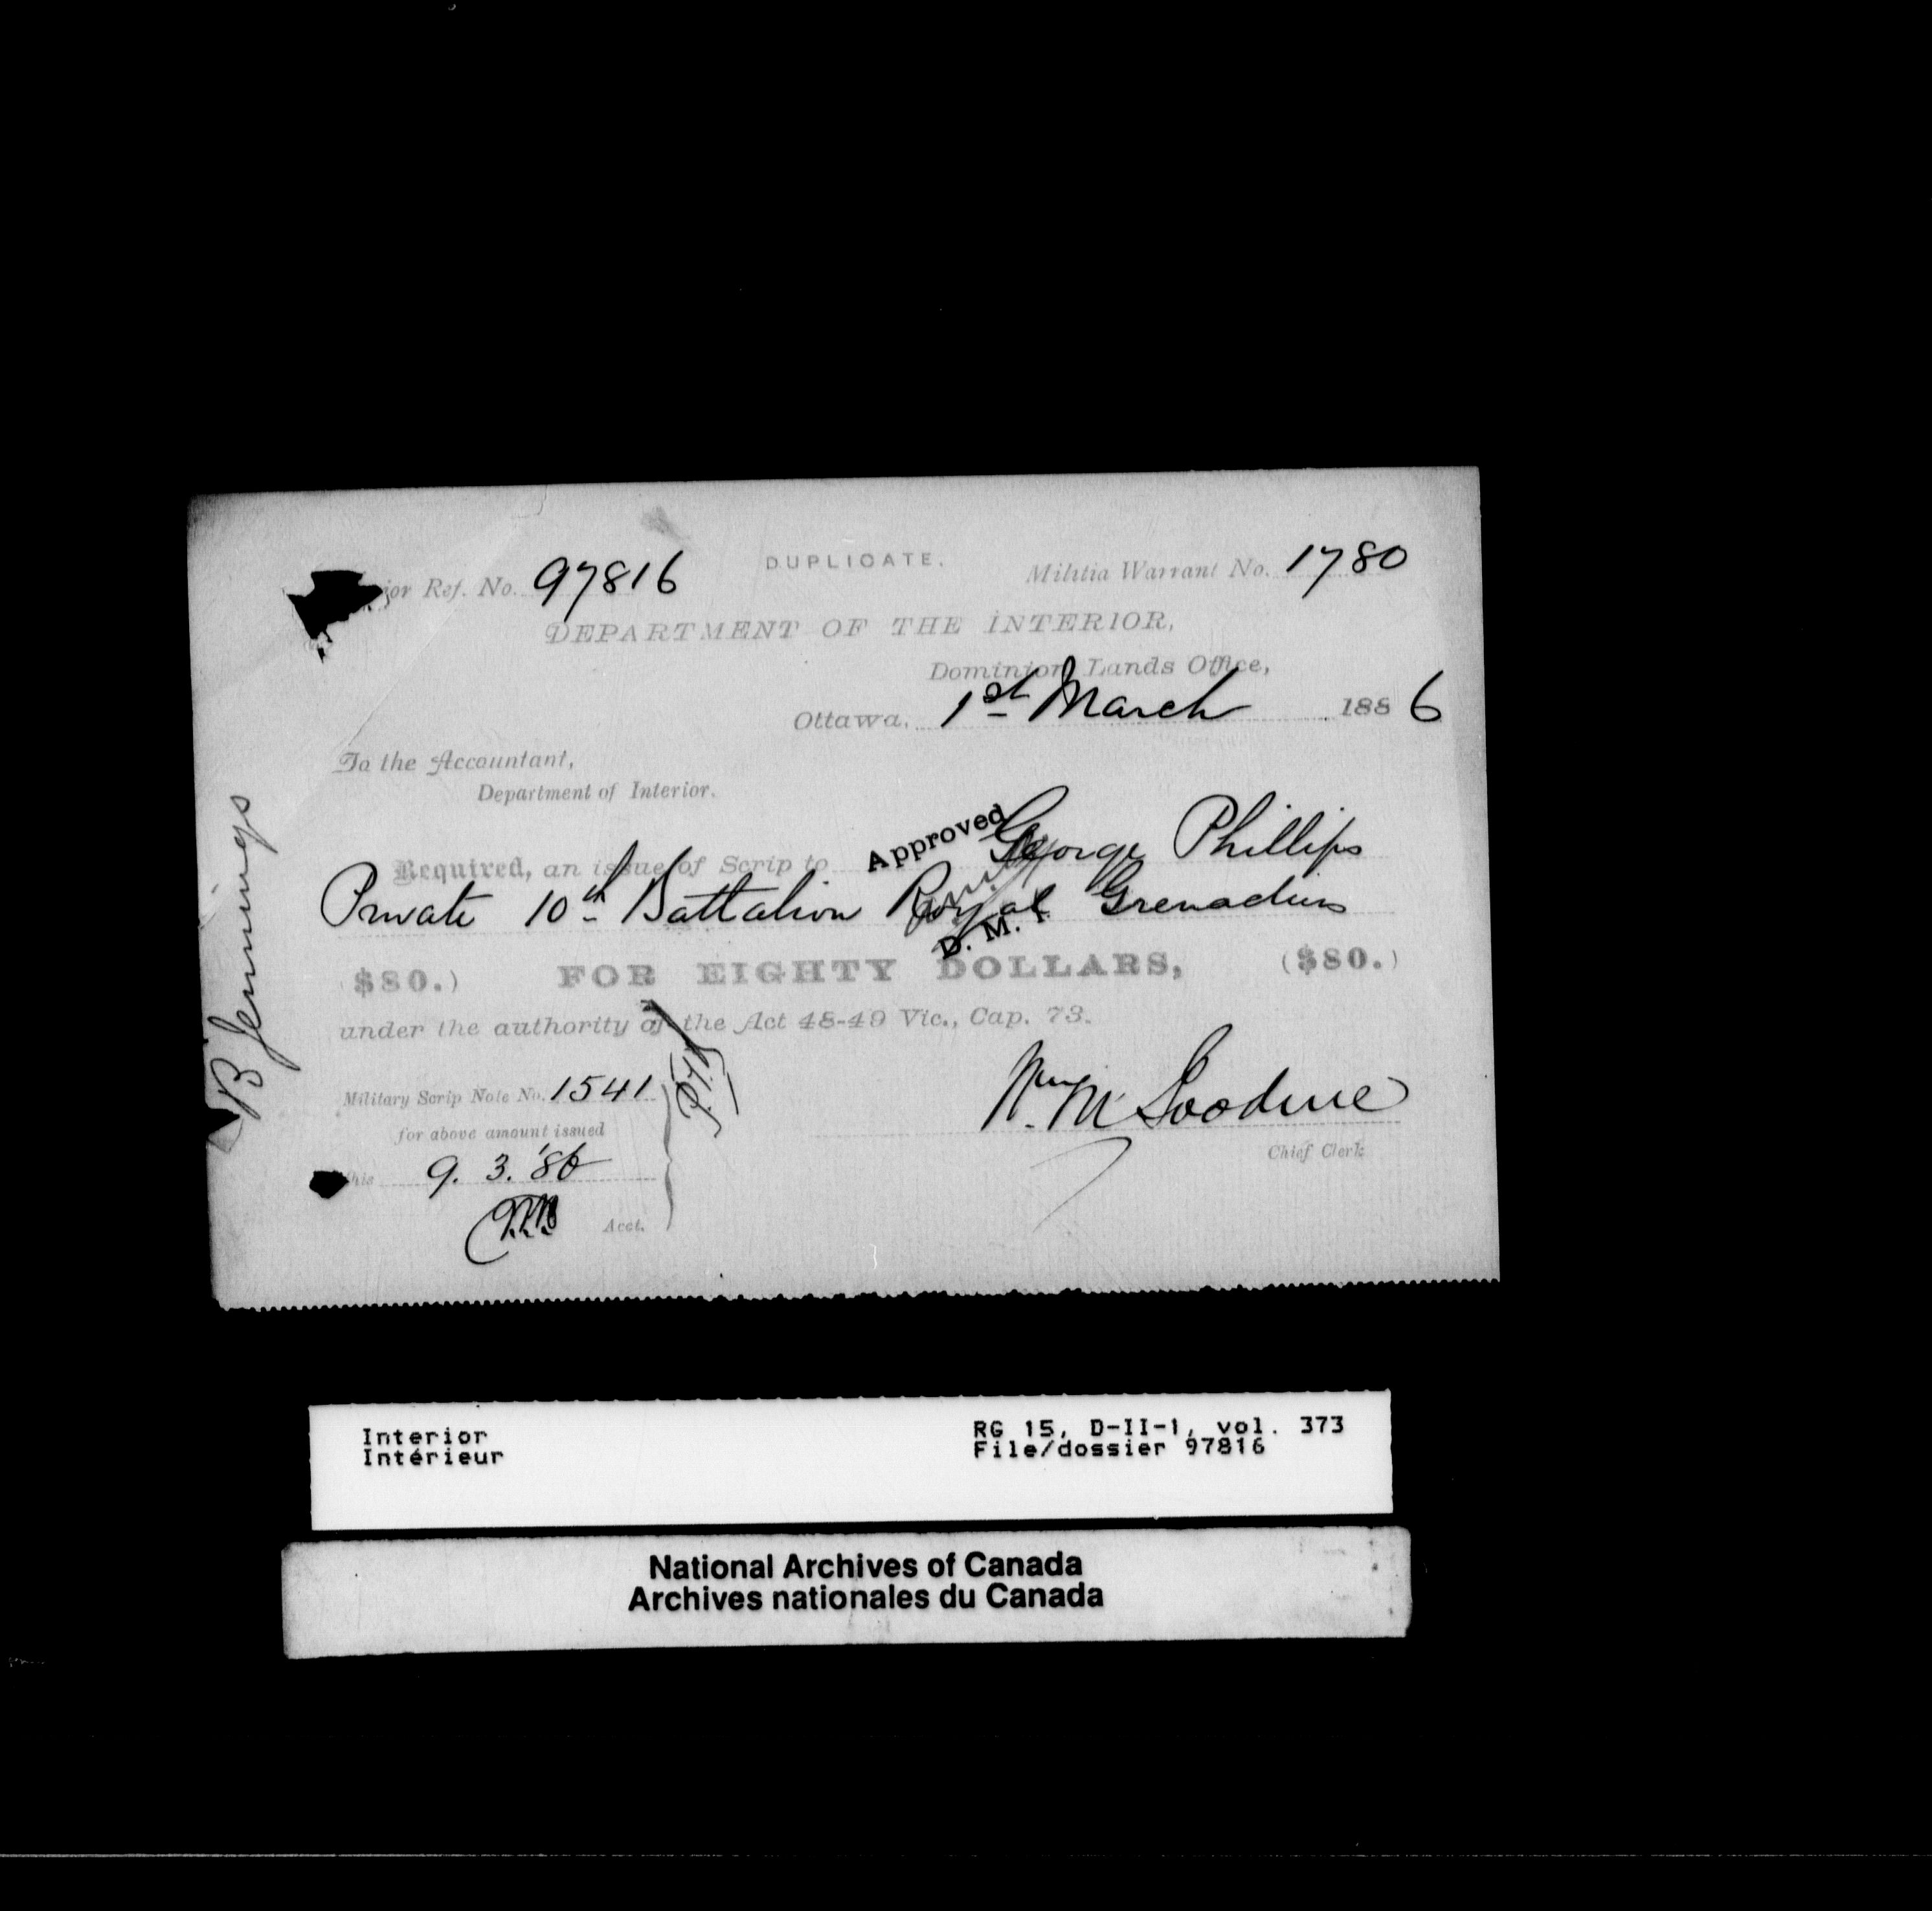 DUPLICATE.
ior Ref. No. 97816
Militia Warrant No. 1780
DEPARTMENT OF THE INTERIOR,
Dominion Lands Office,
Ottawa, 1st March 1886
To the Accountant,
Department of Interior.
Approved
Required, an issue of Scrip to George Phillips
Private 10th Battalion Royal Grenadiers
D. M.
($80.) FOR EIGHTY DOLLARS, ($80.)
under the authority of the Act 48-49 Vic., Cap. 73.
B Jennings
Military Scrip Note No. 1541
for above amount issued
this 9. 3. '86
Acct.
Wm M Goodeve
Chief Clerk
Interior
Intérieur
RG 15, D-II-1, vol. 373
File/dossier 97816
National Archives of Canada
Archives nationales du Canada